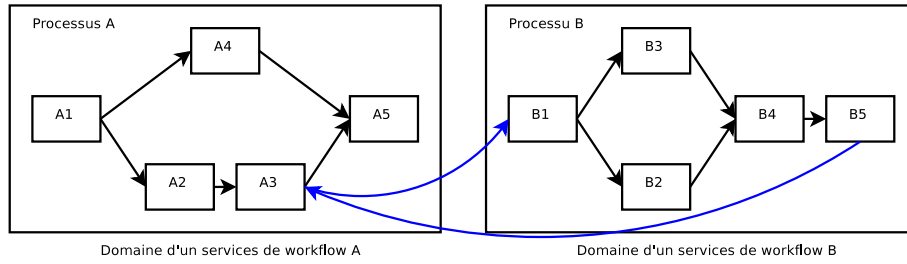 Processus A
A4
A1
A5
A2
A3
Domaine d'un services de workflow A
Processu B
B3
B1
B4
B5
B2
Domaine d'un services de workflow B